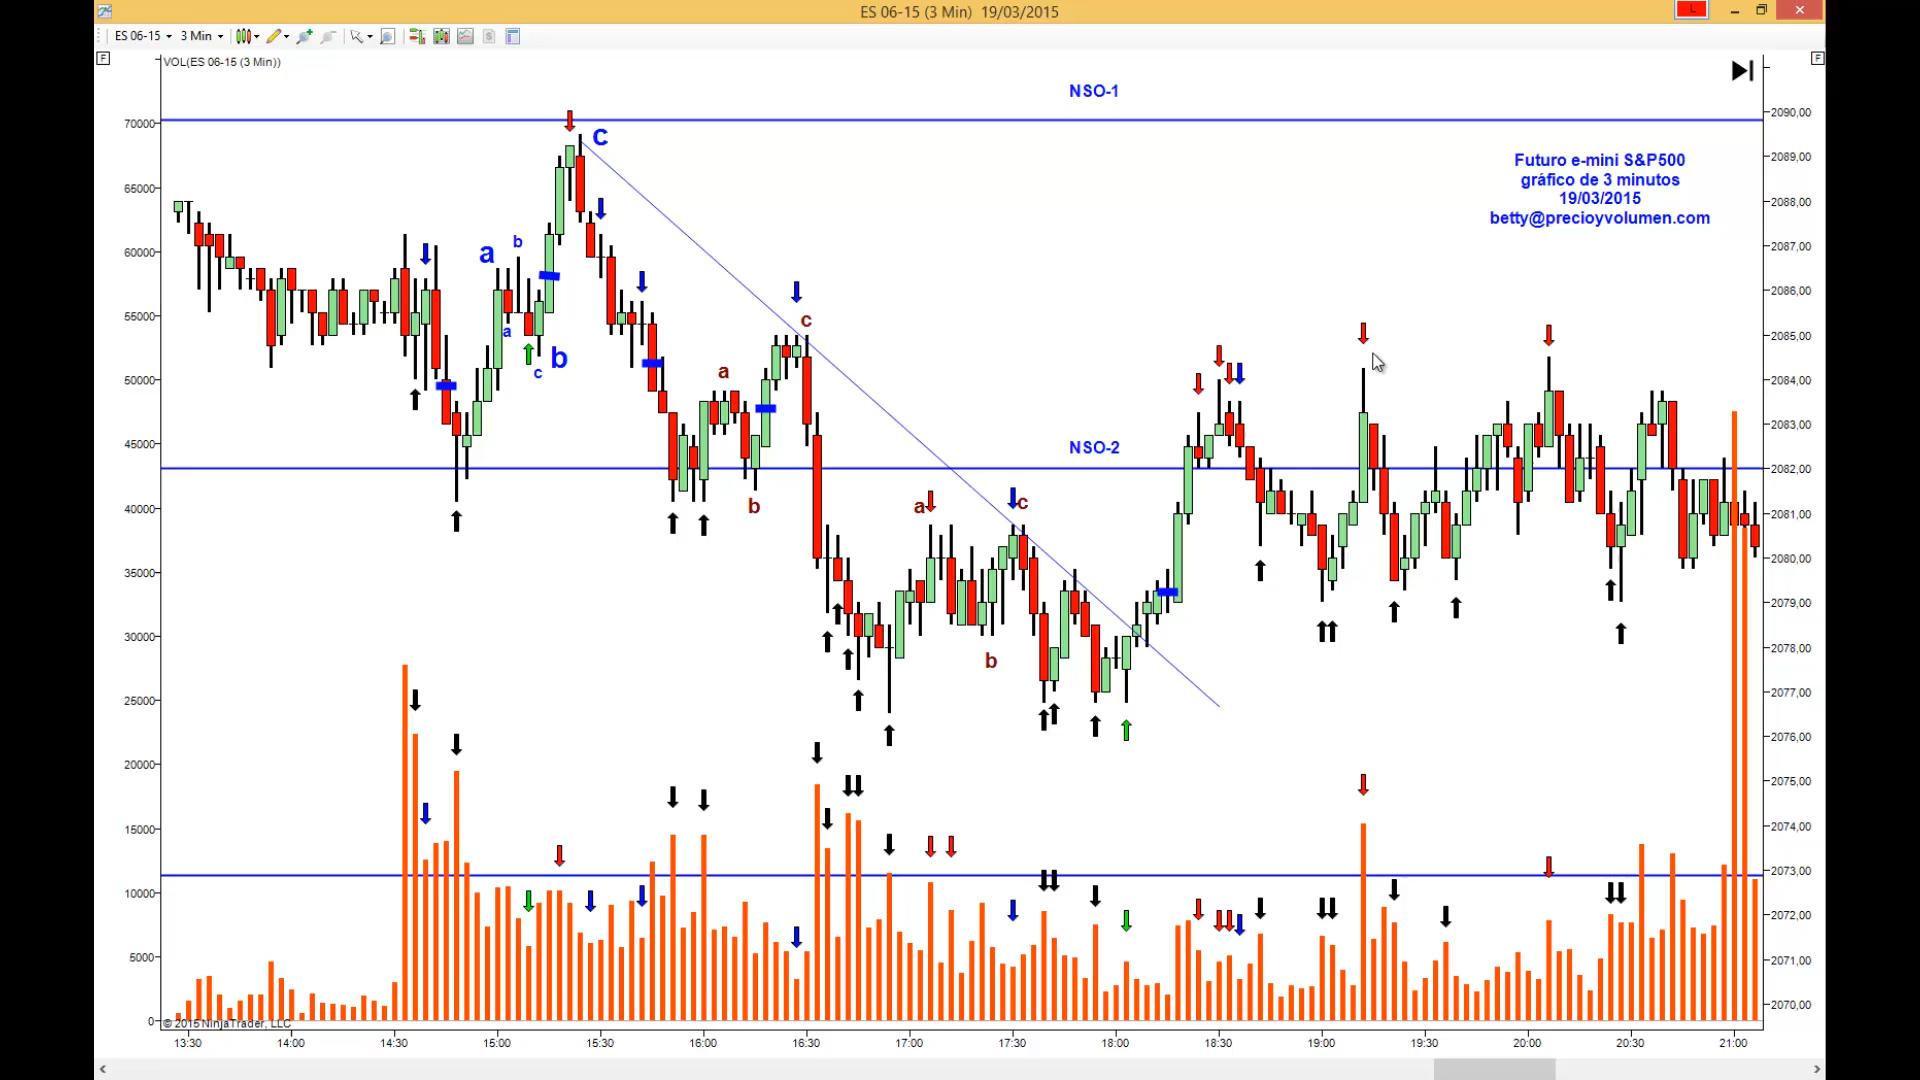 ES 06-15 (3 Min)  19/03/2015
ES 06-15 3 Min
F
F
VOL(ES 06-15 (3 Min))
NSO-1
Futuro e-mini S&P500
gráfico de 3 minutos
19/03/2015
betty@precioyvolumen.com
C
a
b
a
b
c
c
a
b
NSO-2
a
c
b
70000
65000
60000
55000
50000
45000
40000
35000
30000
25000
20000
15000
10000
5000
0
2090,00
2089,00
2088,00
2087,00
2086,00
2085,00
2084,00
2083,00
2082,00
2081,00
2080,00
2079,00
2078,00
2077,00
2076,00
2075,00
2074,00
2073,00
2072,00
2071,00
2070,00
© 2015 NinjaTrader, LLC
13:30 14:00 14:30 15:00 15:30 16:00 16:30 17:00 17:30 18:00 18:30 19:00 19:30 20:00 20:30 21:00